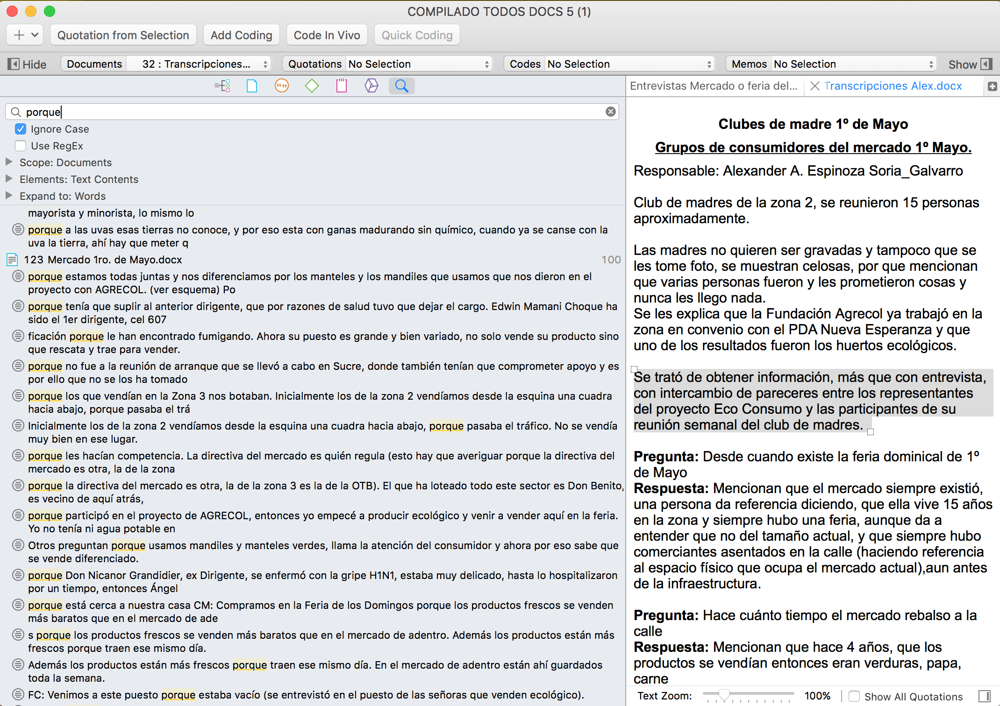 COMPILADO TODOS DOCS 5 (1)
Quotation from Selection
Add Coding
Code In Vivo
Quick Coding
Hide
Documents
32 : Transcripciones...
Quotations
No Selection
Codes
No Selection
Memos
No Selection
Show
porque
Ignore Case
Use RegEx
Scope: Documents
Elements: Text Contents
Expand to: Words
mayorista y minorista, lo mismo lo
porque a las uvas esas tierras no conoce, y por eso esta con ganas madurando sin químico, cuando ya se canse con la
uva la tierra, ahí hay que meter q
123 Mercado 1ro. de Mayo.docx
100
porque estamos todas juntas y nos diferenciamos por los manteles y los mandiles que usamos que nos dieron en el
proyecto con AGRECOL. (ver esquema) Po
porque tenía que suplir al anterior dirigente, que por razones de salud tuvo que dejar el cargo. Edwin Mamani Choque ha
sido el 1er dirigente, cel 607
ficación porque le han encontrado fumigando. Ahora su puesto es grande y bien variado, no solo vende su producto sino
que rescata y trae para vender.
porque no fue a la reunión de arranque que se llevó a cabo en Sucre, donde también tenían que comprometer apoyo y es
por ello que no se los ha tomado
porque los que vendían en la Zona 3 nos botaban. Inicialmente los de la zona 2 vendíamos desde la esquina una cuadra
hacia abajo, porque pasaba el trá
Inicialmente los de la zona 2 vendíamos desde la esquina una cuadra hacia abajo, porque pasaba el tráfico. No se vendía
muy bien en ese lugar.
porque les hacían competencia. La directiva del mercado es quién regula (esto hay que averiguar porque la directiva del
mercado es otra, la de la zona
porque la directiva del mercado es otra, la de la zona 3 es la de la OTB). El que ha loteado todo este sector es Don Benito,
es vecino de aquí atrás,
porque participó en el proyecto de AGRECOL, entonces yo empecé a producir ecológico y venir a vender aquí en la feria.
Yo no tenía ni agua potable en
Otros preguntan porque usamos mandiles y manteles verdes, llama la atención del consumidor y ahora por eso sabe que
se vende diferenciado.
porque Don Nicanor Grandidier, ex Dirigente, se enfermó con la gripe H1N1, estaba muy delicado, hasta lo hospitalizaron
por un tiempo, entonces Ángel
porque está cerca a nuestra casa CM: Compramos en la Feria de los Domingos porque los productos frescos se venden
más baratos que en el mercado de ade
s porque los productos frescos se venden más baratos que en el mercado de adentro. Además los productos están más
frescos porque traen ese mismo día.
Además los productos están más frescos porque traen ese mismo día. En el mercado de adentro están ahí guardados
toda la semana.
FC: Venimos a este puesto porque estaba vacío (se entrevistó en el puesto de las señoras que venden ecológico).
Entrevistas Mercado o feria del...
Transcripciones Alex.docx
Clubes de madre 1º de Mayo
Grupos de consumidores del mercado 1º Mayo.
Responsable: Alexander A. Espinoza Soria_Galvarro
Club de madres de la zona 2, se reunieron 15 personas
aproximadamente.
Las madres no quieren ser gravadas y tampoco que se
les tome foto, se muestran celosas, por que mencionan
que varias personas fueron y les prometieron cosas y
nunca les llego nada.
Se les explica que la Fundación Agrecol ya trabajó en la
zona en convenio con el PDA Nueva Esperanza y que
uno de los resultados fueron los huertos ecológicos.
Se trató de obtener información, más que con entrevista,
con intercambio de pareceres entre los representantes
del proyecto Eco Consumo y las participantes de su
reunión semanal del club de madres.
Pregunta: Desde cuando existe la feria dominical de 1º
de Mayo
Respuesta: Mencionan que el mercado siempre existió,
una persona da referencia diciendo, que ella vive 15 años
en la zona y siempre hubo una feria, aunque da a
entender que no del tamaño actual, y que siempre hubo
comerciantes asentados en la calle (haciendo referencia
al espacio físico que ocupa el mercado actual),aun antes
de la infraestructura.
Pregunta: Hace cuánto tiempo el mercado rebalso a la
calle
Respuesta: Mencionan que hace 4 años, que los
productos se vendían entonces eran verduras, papa,
carne
Text Zoom:
100%
Show All Quotations